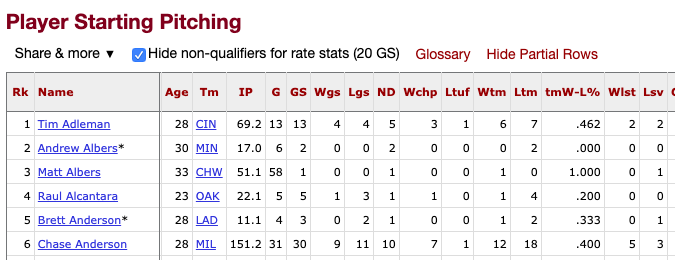 Player Starting Pitching
Share & more ▼ Hide non-qualifiers for rate stats (20 GS) Glossary Hide Partial Rows
Rk Name Age Tm IP G GS Wgs Lgs ND Wchp Ltuf Wtm Ltm tmW-L% Wlst Lsv
1 Tim Adleman 28 CIN 69.2 13 13 4 4 5 3 1 6 7 .462 2 2
2 Andrew Albers* 30 MIN 17.0 6 2 0 0 2 0 0 0 2 .000 0 0
3 Matt Albers 33 CHW 51.1 58 1 0 0 1 0 0 1 0 1.000 0 1
4 Raul Alcantara 23 OAK 22.1 5 5 1 3 1 1 0 1 4 .200 0 0
5 Brett Anderson* 28 LAD 11.1 4 3 0 2 1 0 0 1 2 .333 0 1
6 Chase Anderson 28 MIL 151.2 31 30 9 11 10 7 1 12 18 .400 5 3